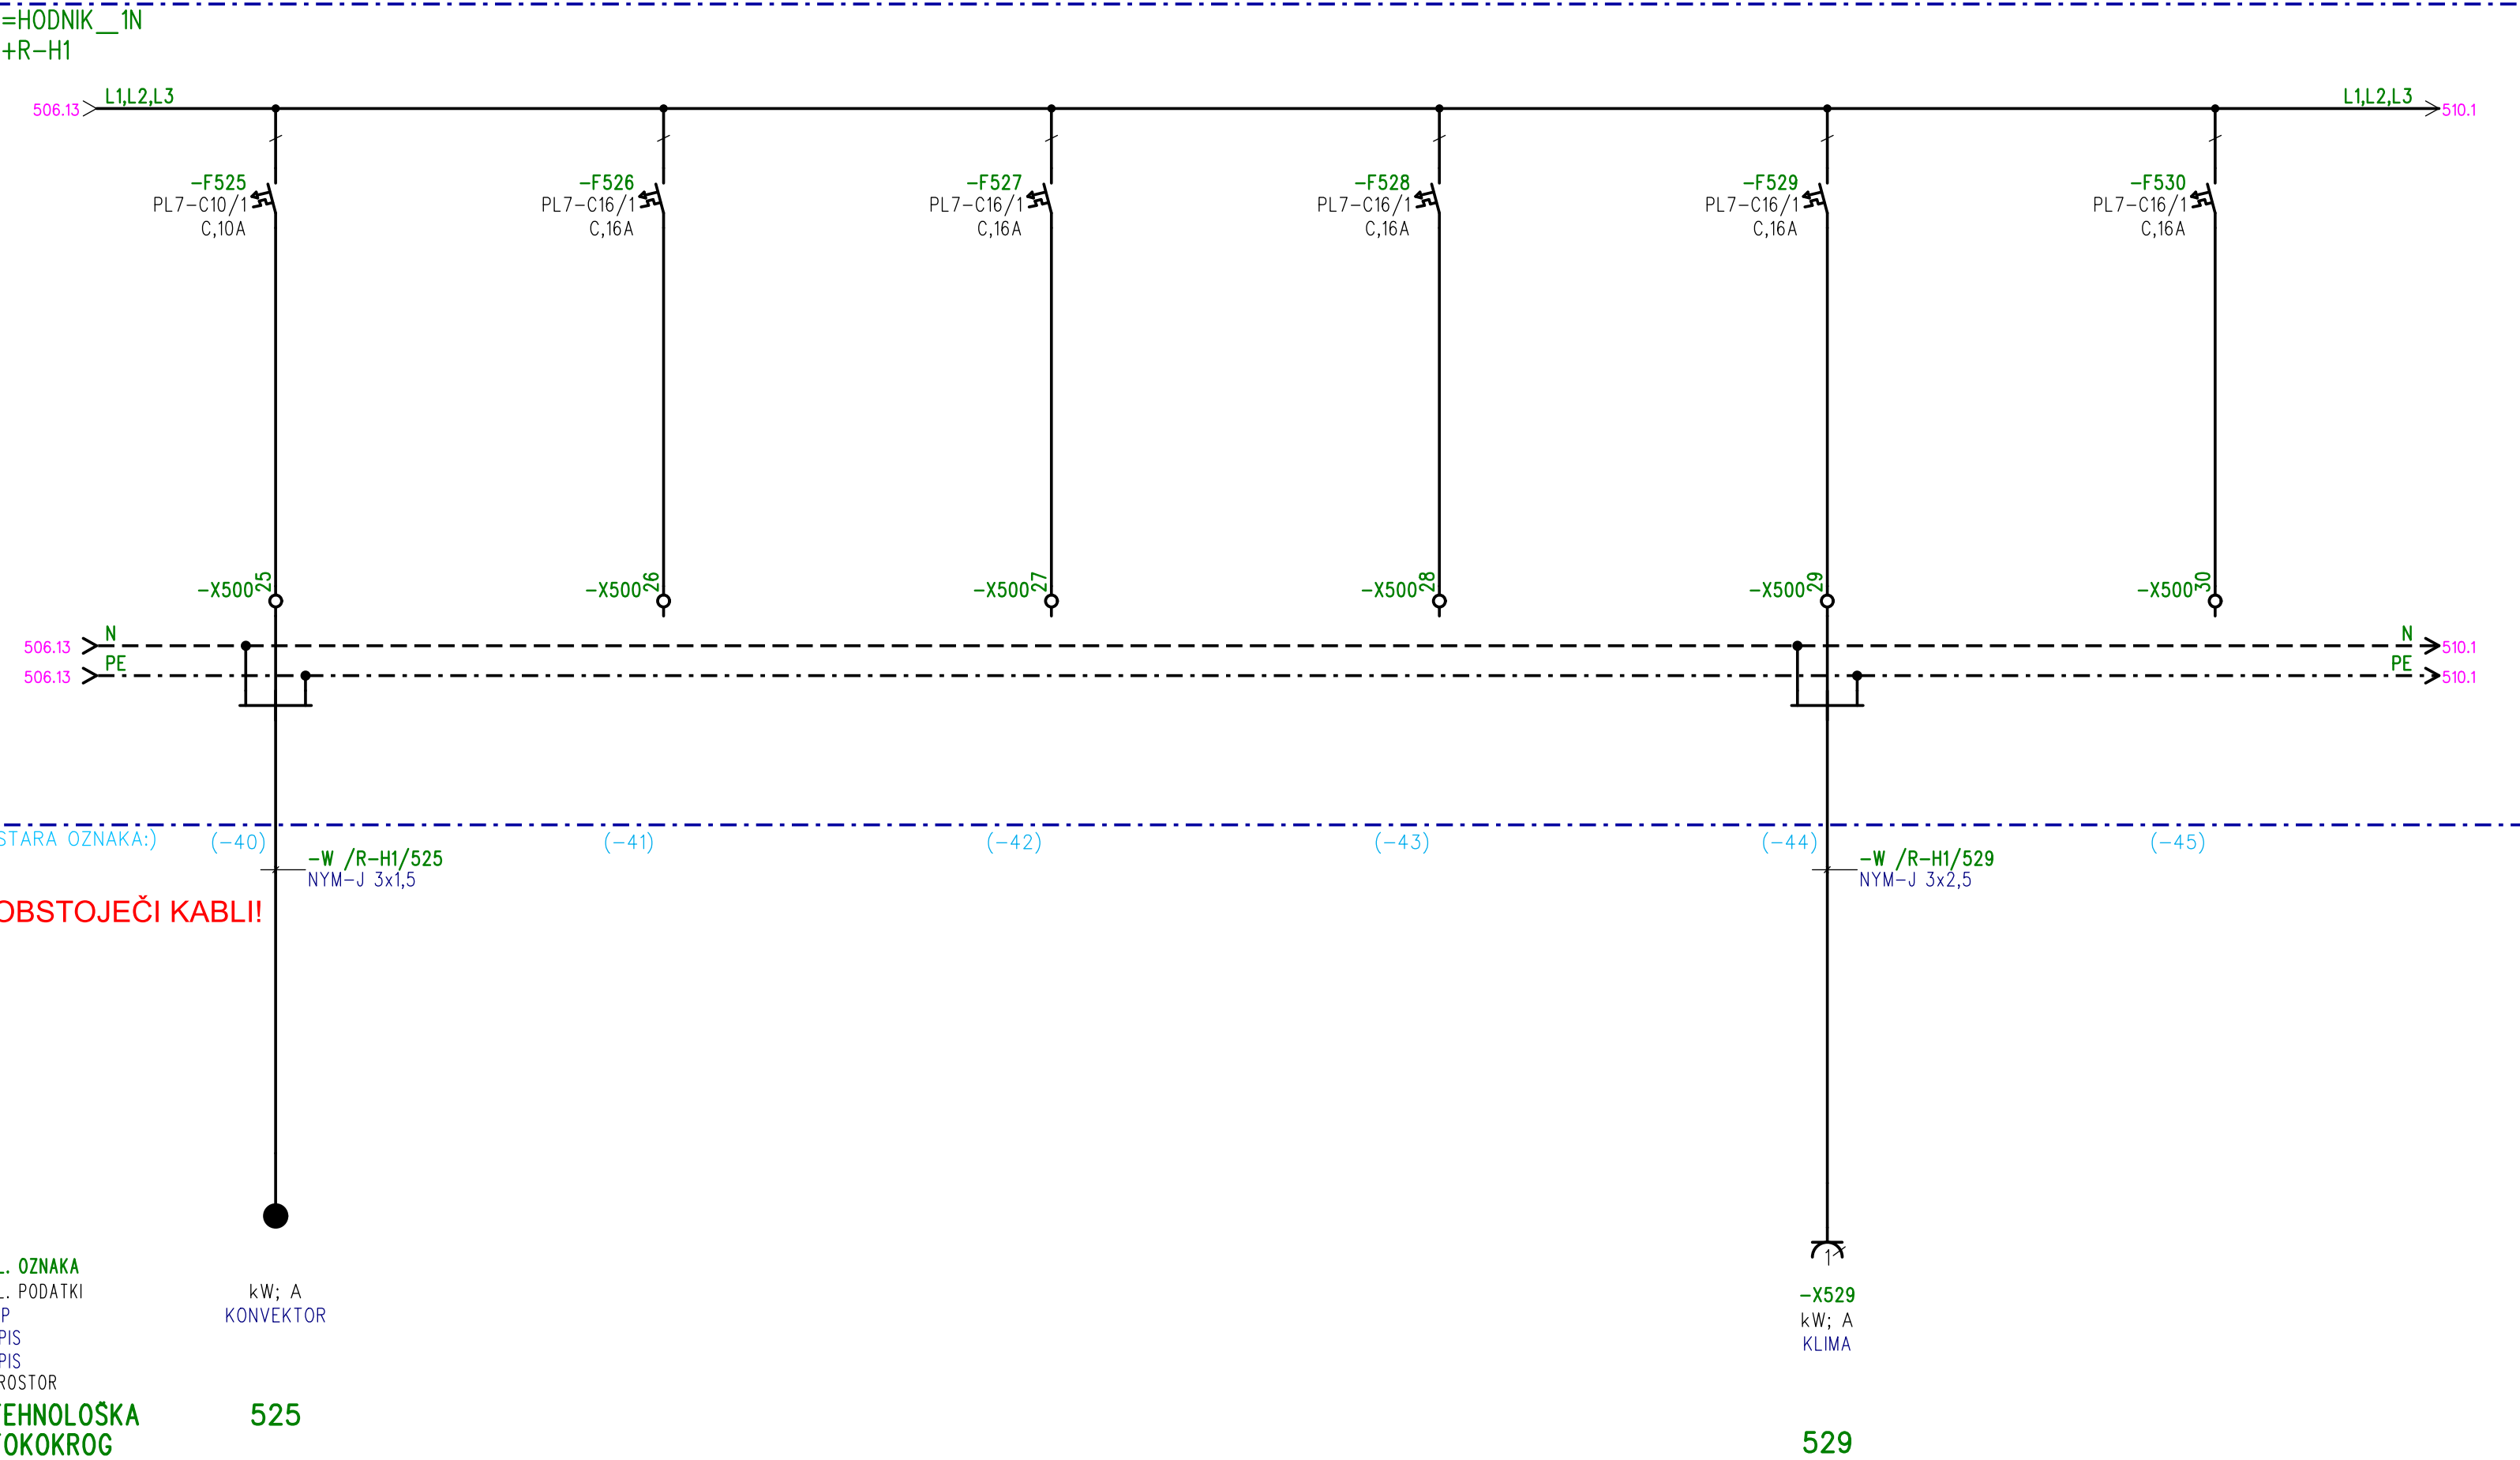 =HODNIK__1N
+R-H1
506.13 L1,L2,L3 L1,L2,L3 510.1
-F525 -F526 -F527 -F528 -F529 -F530
PL7-C10/1 PL7-C16/1 PL7-C16/1 PL7-C16/1 PL7-C16/1 PL7-C16/1
C,10A C,16A C,16A C,16A C,16A C,16A
-X500 25 -X500 26 -X500 27 -X500 28 -X500 29 -X500 30
506.13 N N 510.1
506.13 PE PE 510.1
STARA OZNAKA:) (-40) (-41) (-42) (-43) (-44) (-45)
-W /R-H1/525 -W /R-H1/529
NYM-J 3x1,5 NYM-J 3x2,5
OBSTOJEČI KABLI!
1
L. OZNAKA
-X529
L. PODATKI kW; A
kW; A
P KONVEKTOR
KLIMA
PIS
PIS
ROSTOR
TEHNOLOŠKA 525
TOKOKROG 529